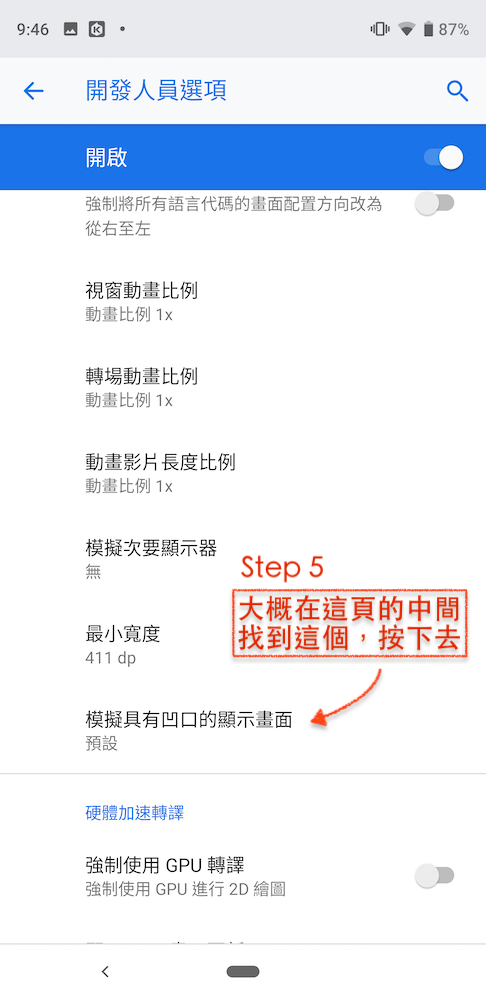 9:46
87%
開發人員選項
開啟
強制將所有語言代碼的畫面配置方向改為
從右至左
視窗動畫比例
動畫比例 1x
轉場動畫比例
動畫比例 1x
動畫影片長度比例
動畫比例 1x
模擬次要顯示器
無
Step 5
大概在這頁的中間
找到這個，按下去
最小寬度
411 dp
模擬具有凹口的顯示畫面
預設
硬體加速轉譯
強制使用 GPU 轉譯
強制使用 GPU 進行 2D 繪圖